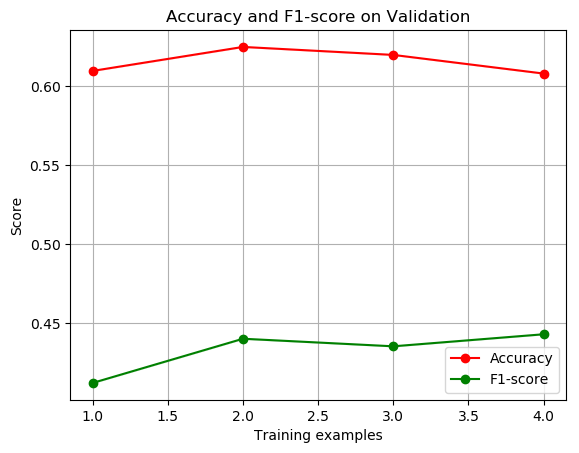 Accuracy and F1-score on Validation
Score
0.60
0.55
0.50
0.45
1.0 1.5 2.0 2.5 3.0 3.5 4.0
Training examples
Accuracy
F1-score